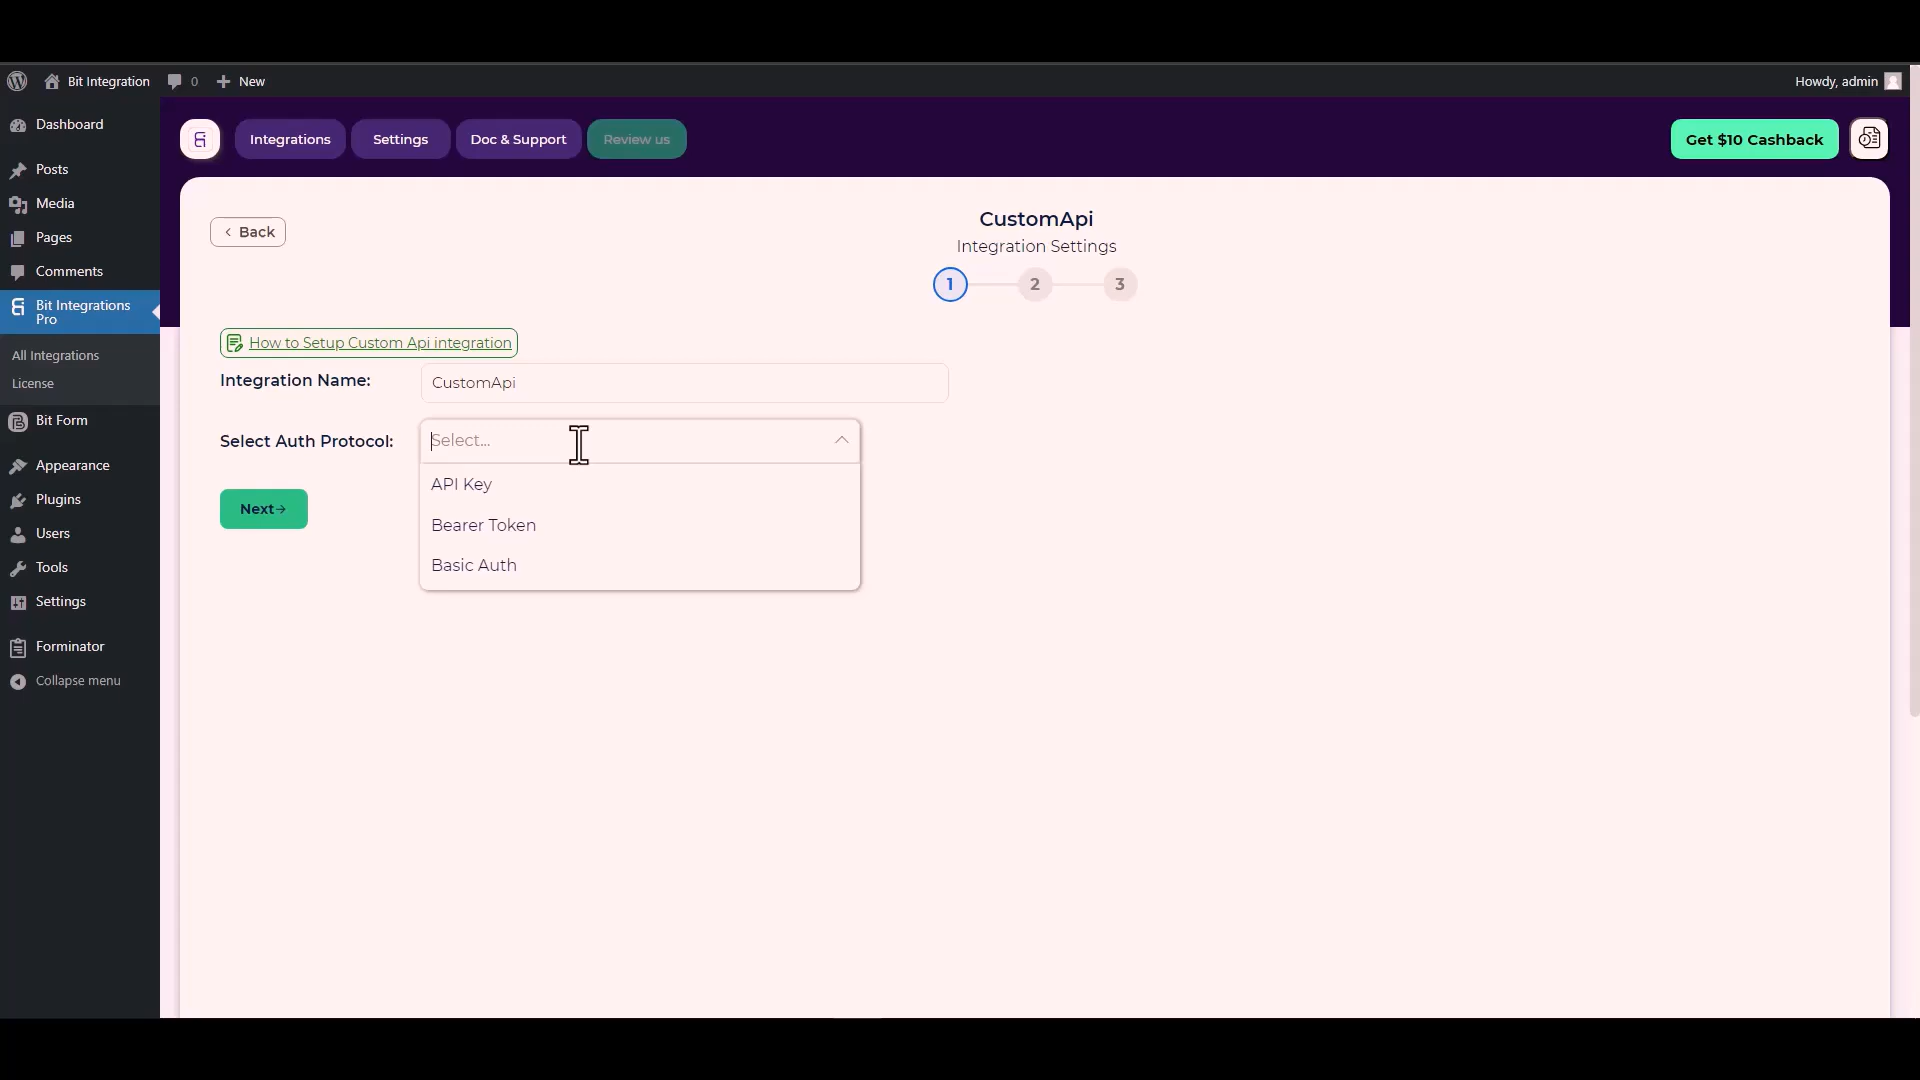 Bit Integration
0
New
Howdy, admin
Dashboard
Posts
Media
Pages
Comments
Bit Integrations
Pro
All Integrations
License
Bit Form
Appearance
Plugins
Users
Tools
Settings
Forminator
Collapse menu
Integrations
Settings
Doc & Support
Review us
Get $10 Cashback
Back
CustomApi
Integration Settings
1
2
3
How to Setup Custom Api integration
Integration Name:
CustomApi
Select Auth Protocol:
Select...
API Key
Bearer Token
Basic Auth
Next→